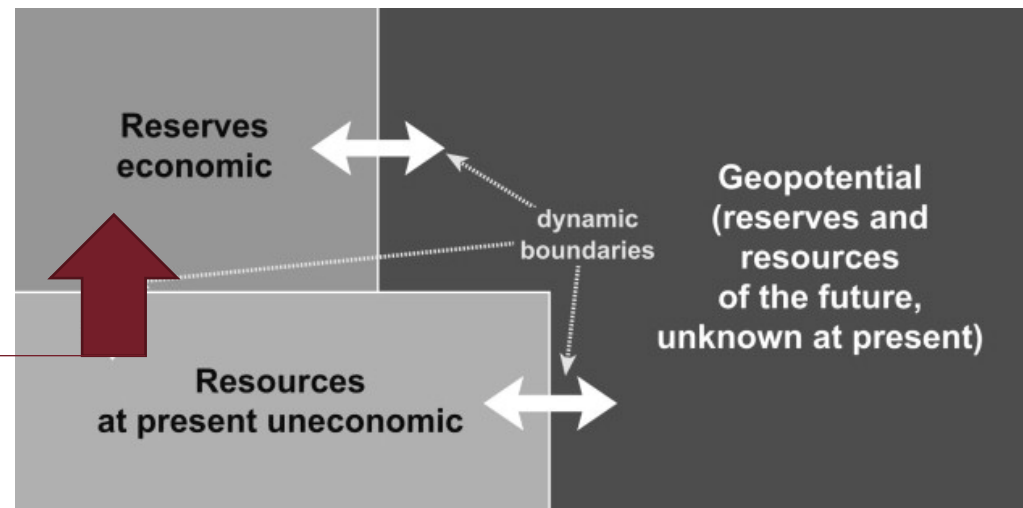 Reserves
economic
dynamic
boundaries
Geopotential
(reserves and
resources
of the future,
unknown at present)
Resources
at present uneconomic